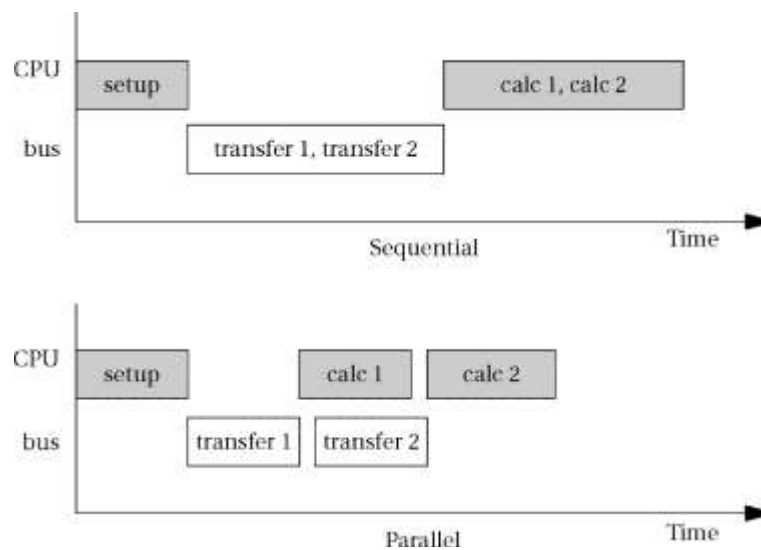 CPU
setup
calc 1, calc 2
bus
transfer 1, transfer 2
Time
Sequential
CPU
setup
calc 1
calc 2
bus
transfer 1
transfer 2
Time
Parallel